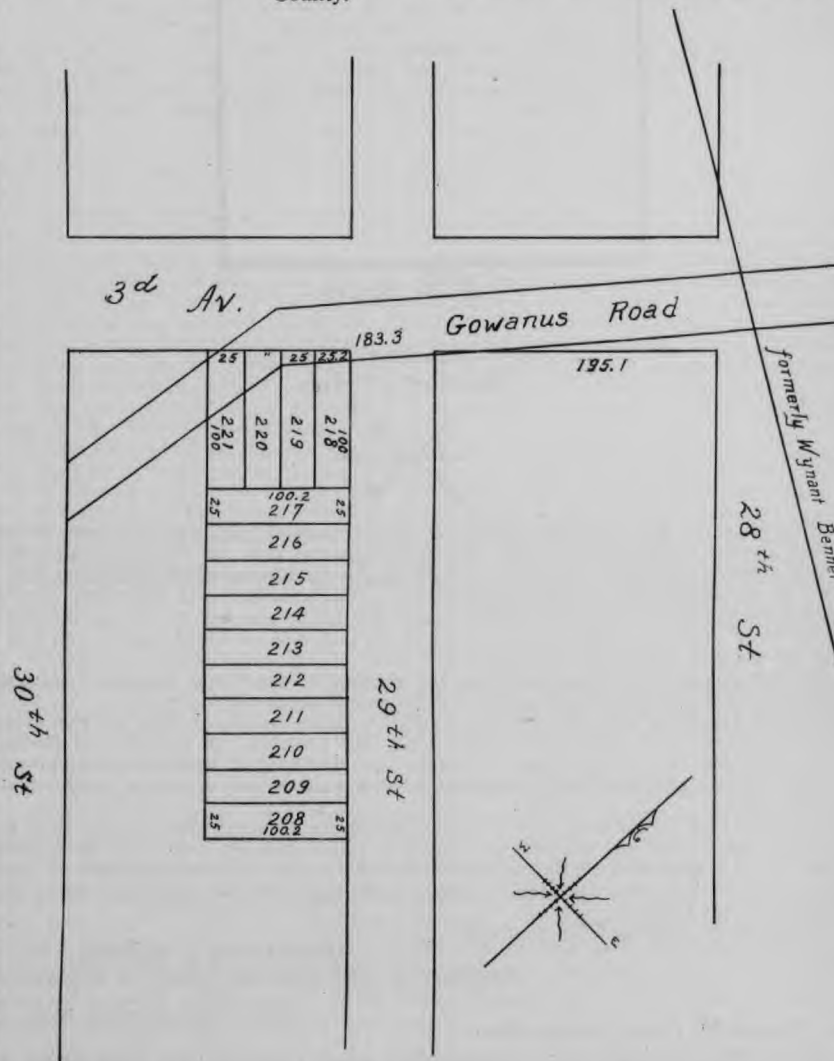 County.
3d Av.
Gowanus Road
183.3
195.1
25 " 25 25.2
221 100
220
219
218 100
100.2
25 217 25
216
215
214
213
212
211
210
209
25 208 25
100.2
30th St
29th St
28th St
formerly Wynant Bennet
W
E